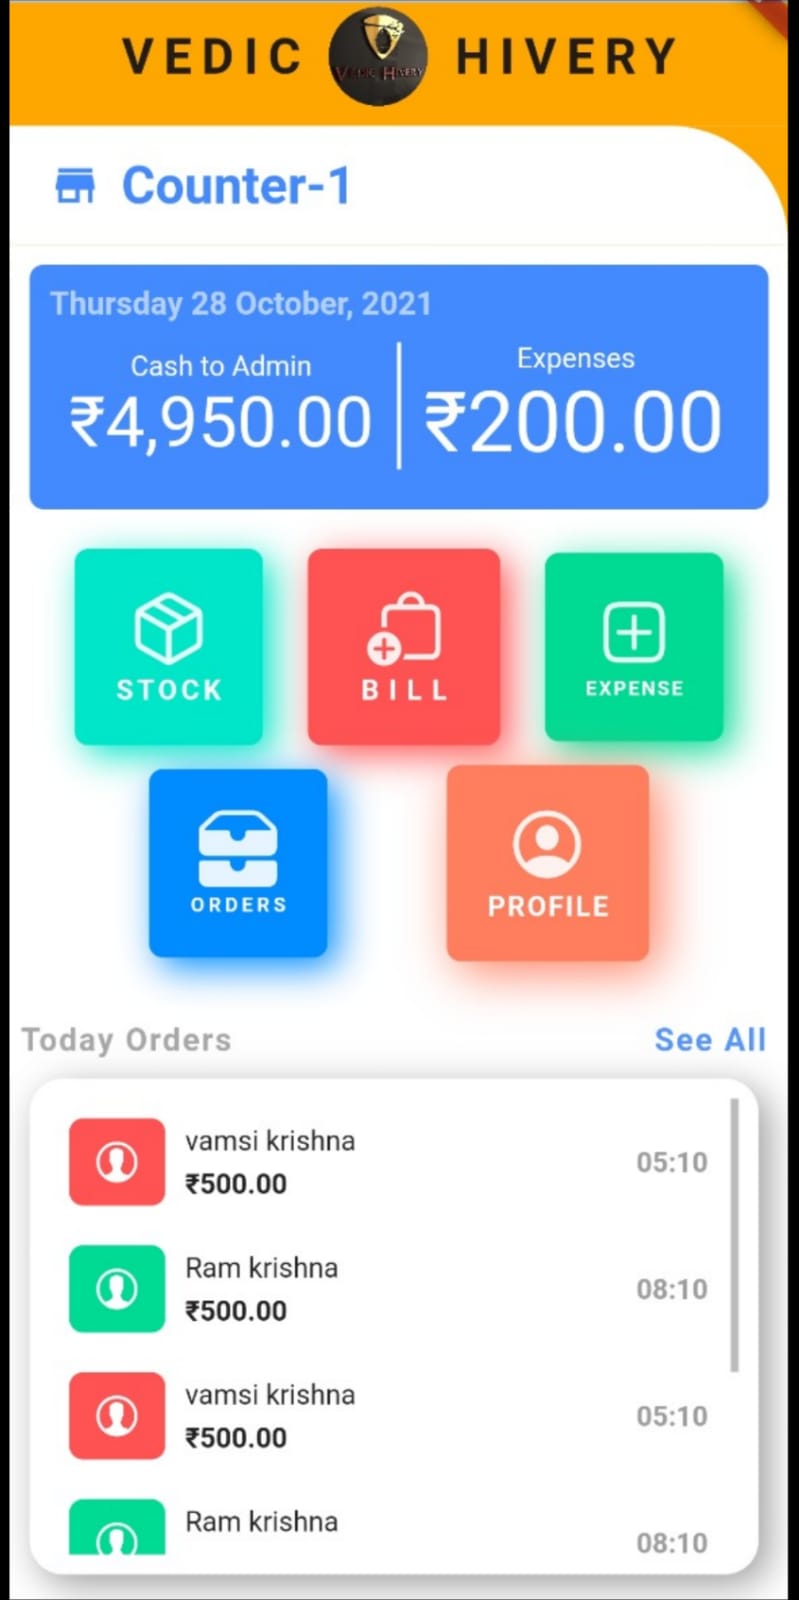 VEDIC HIVERY
VEDIC HIVERY
Counter-1
Thursday 28 October, 2021
Cash to Admin
₹4,950.00
Expenses
₹200.00
STOCK
BILL
EXPENSE
ORDERS
PROFILE
Today Orders
See All
vamsi krishna
₹500.00
05:10
Ram krishna
₹500.00
08:10
vamsi krishna
₹500.00
05:10
Ram krishna
08:10